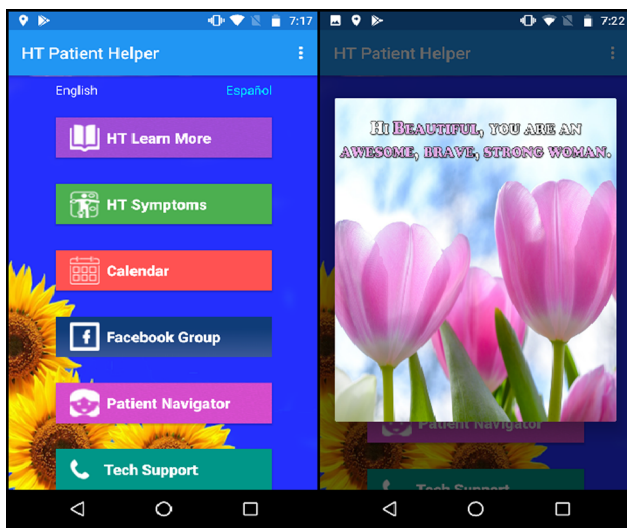 7:17
HT Patient Helper
English Español
HT Learn More
HT Symptoms
Calendar
f Facebook Group
Patient Navigator
Tech Support
7:22
HT Patient Helper
Hi Beautiful, you are an
awesome, brave, strong woman.
Patient Navigator
Tech Support